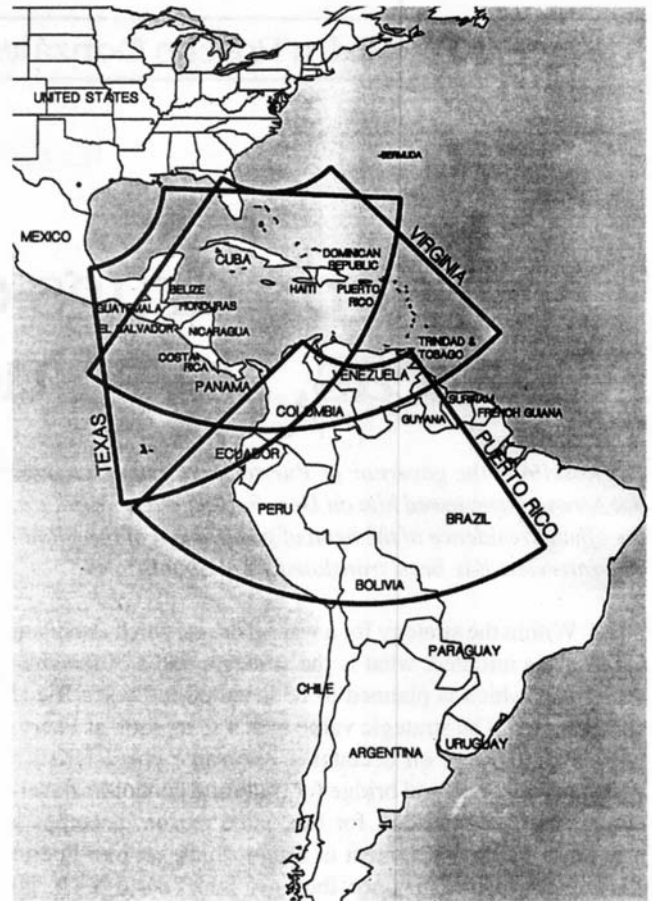 UNITED STATES
BERMUDA
MEXICO
CUBA
DOMINICAN
REPUBLIC
VIRGINIA
BELIZE
HAITI
PUERTO
RICO
GUATEMALA
HONDURAS
EL SALVADOR
NICARAGUA
COSTA
RICA
TRINIDAD &
TOBAGO
PANAMA
VENEZUELA
TEXAS
COLOMBIA
GUYANA
SURINAM
FRENCH GUIANA
PUERTO RICO
ECUADOR
PERU
BRAZIL
BOLIVIA
PARAGUAY
CHILE
ARGENTINA
URUGUAY